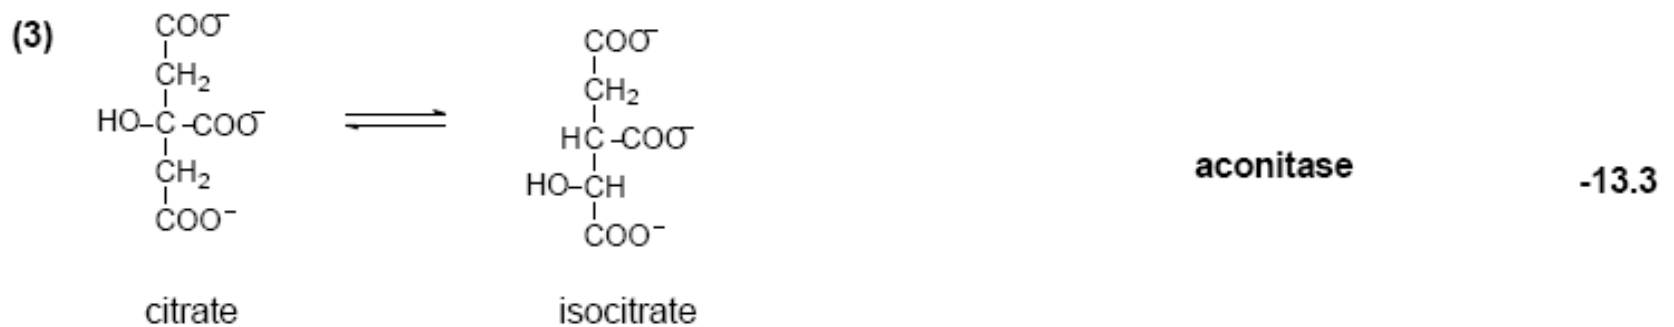 (3)
COO⁻
CH₂
HO–C–COO⁻
CH₂
COO⁻
citrate
COO⁻
CH₂
HC–COO⁻
HO–CH
COO⁻
isocitrate
aconitase
-13.3